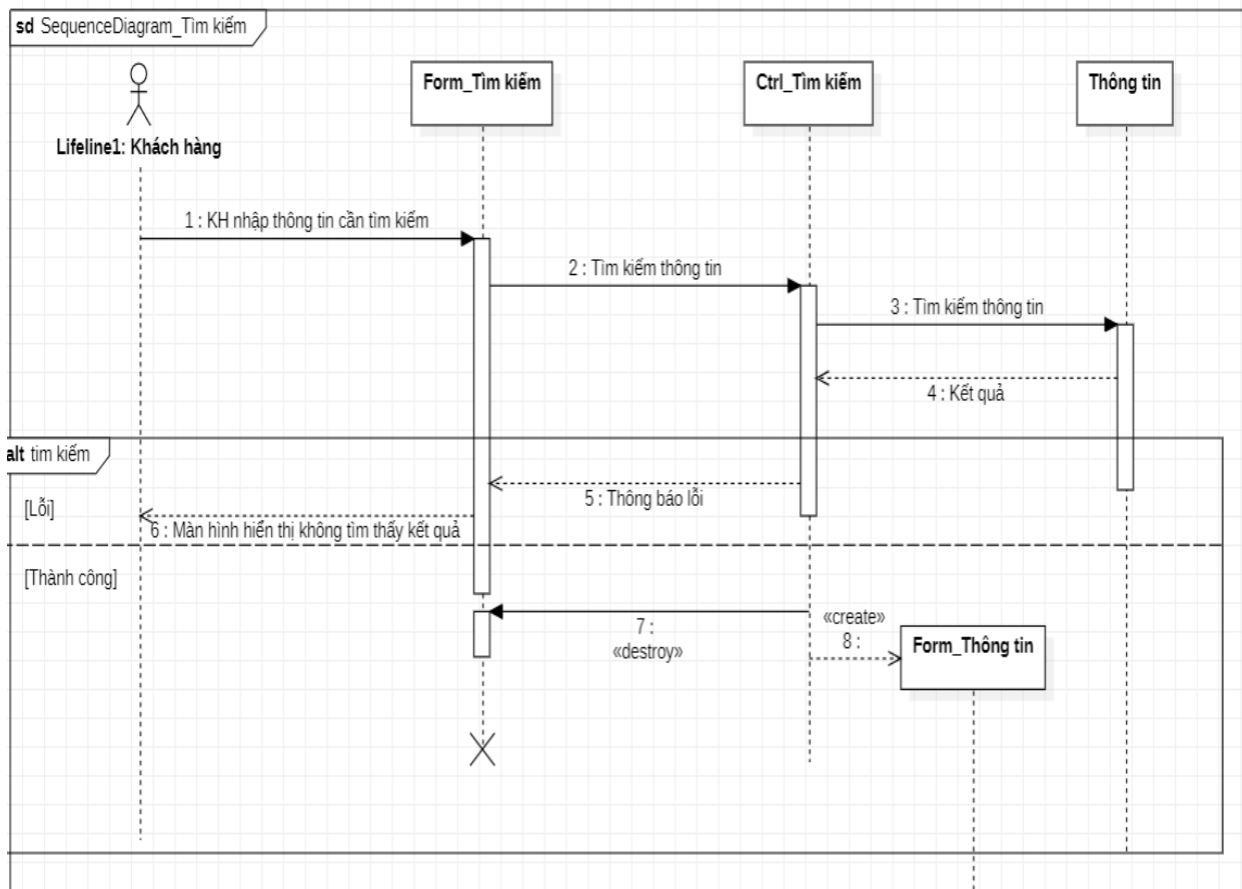 sd SequenceDiagram_Tìm kiếm
Form_Tìm kiếm
Ctrl_Tìm kiếm
Thông tin
Lifeline1: Khách hàng
1 : KH nhập thông tin cần tìm kiếm
2 : Tìm kiếm thông tin
3 : Tìm kiếm thông tin
4 : Kết quả
alt tim kiếm
[Lỗi]
5 : Thông báo lỗi
6 : Màn hình hiển thị không tìm thấy kết quả
[Thành công]
7 :
«destroy»
«create»
8 :
Form_Thông tin